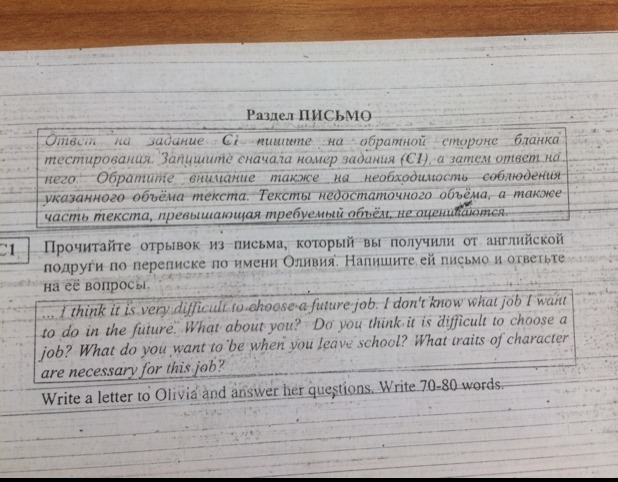 Раздел ПИСЬМО
Ответ на задание С1 пишите на обратной стороне бланка
тестирования. Запишите сначала номер задания (С1), а затем ответ на
него. Обратите внимание также на необходимость соблюдения
указанного объёма текста. Тексты недостаточного объёма, а также
часть текста, превышающая требуемый объём, не оцениваются.
С1
Прочитайте отрывок из письма, который вы получили от английской
подруги по переписке по имени Оливия. Напишите ей письмо и ответьте
на её вопросы.
... I think it is very difficult to choose a future job. I don't know what job I want
to do in the future. What about you? Do you think it is difficult to choose a
job? What do you want to be when you leave school? What traits of character
are necessary for this job?
Write a letter to Olivia and answer her questions. Write 70-80 words.